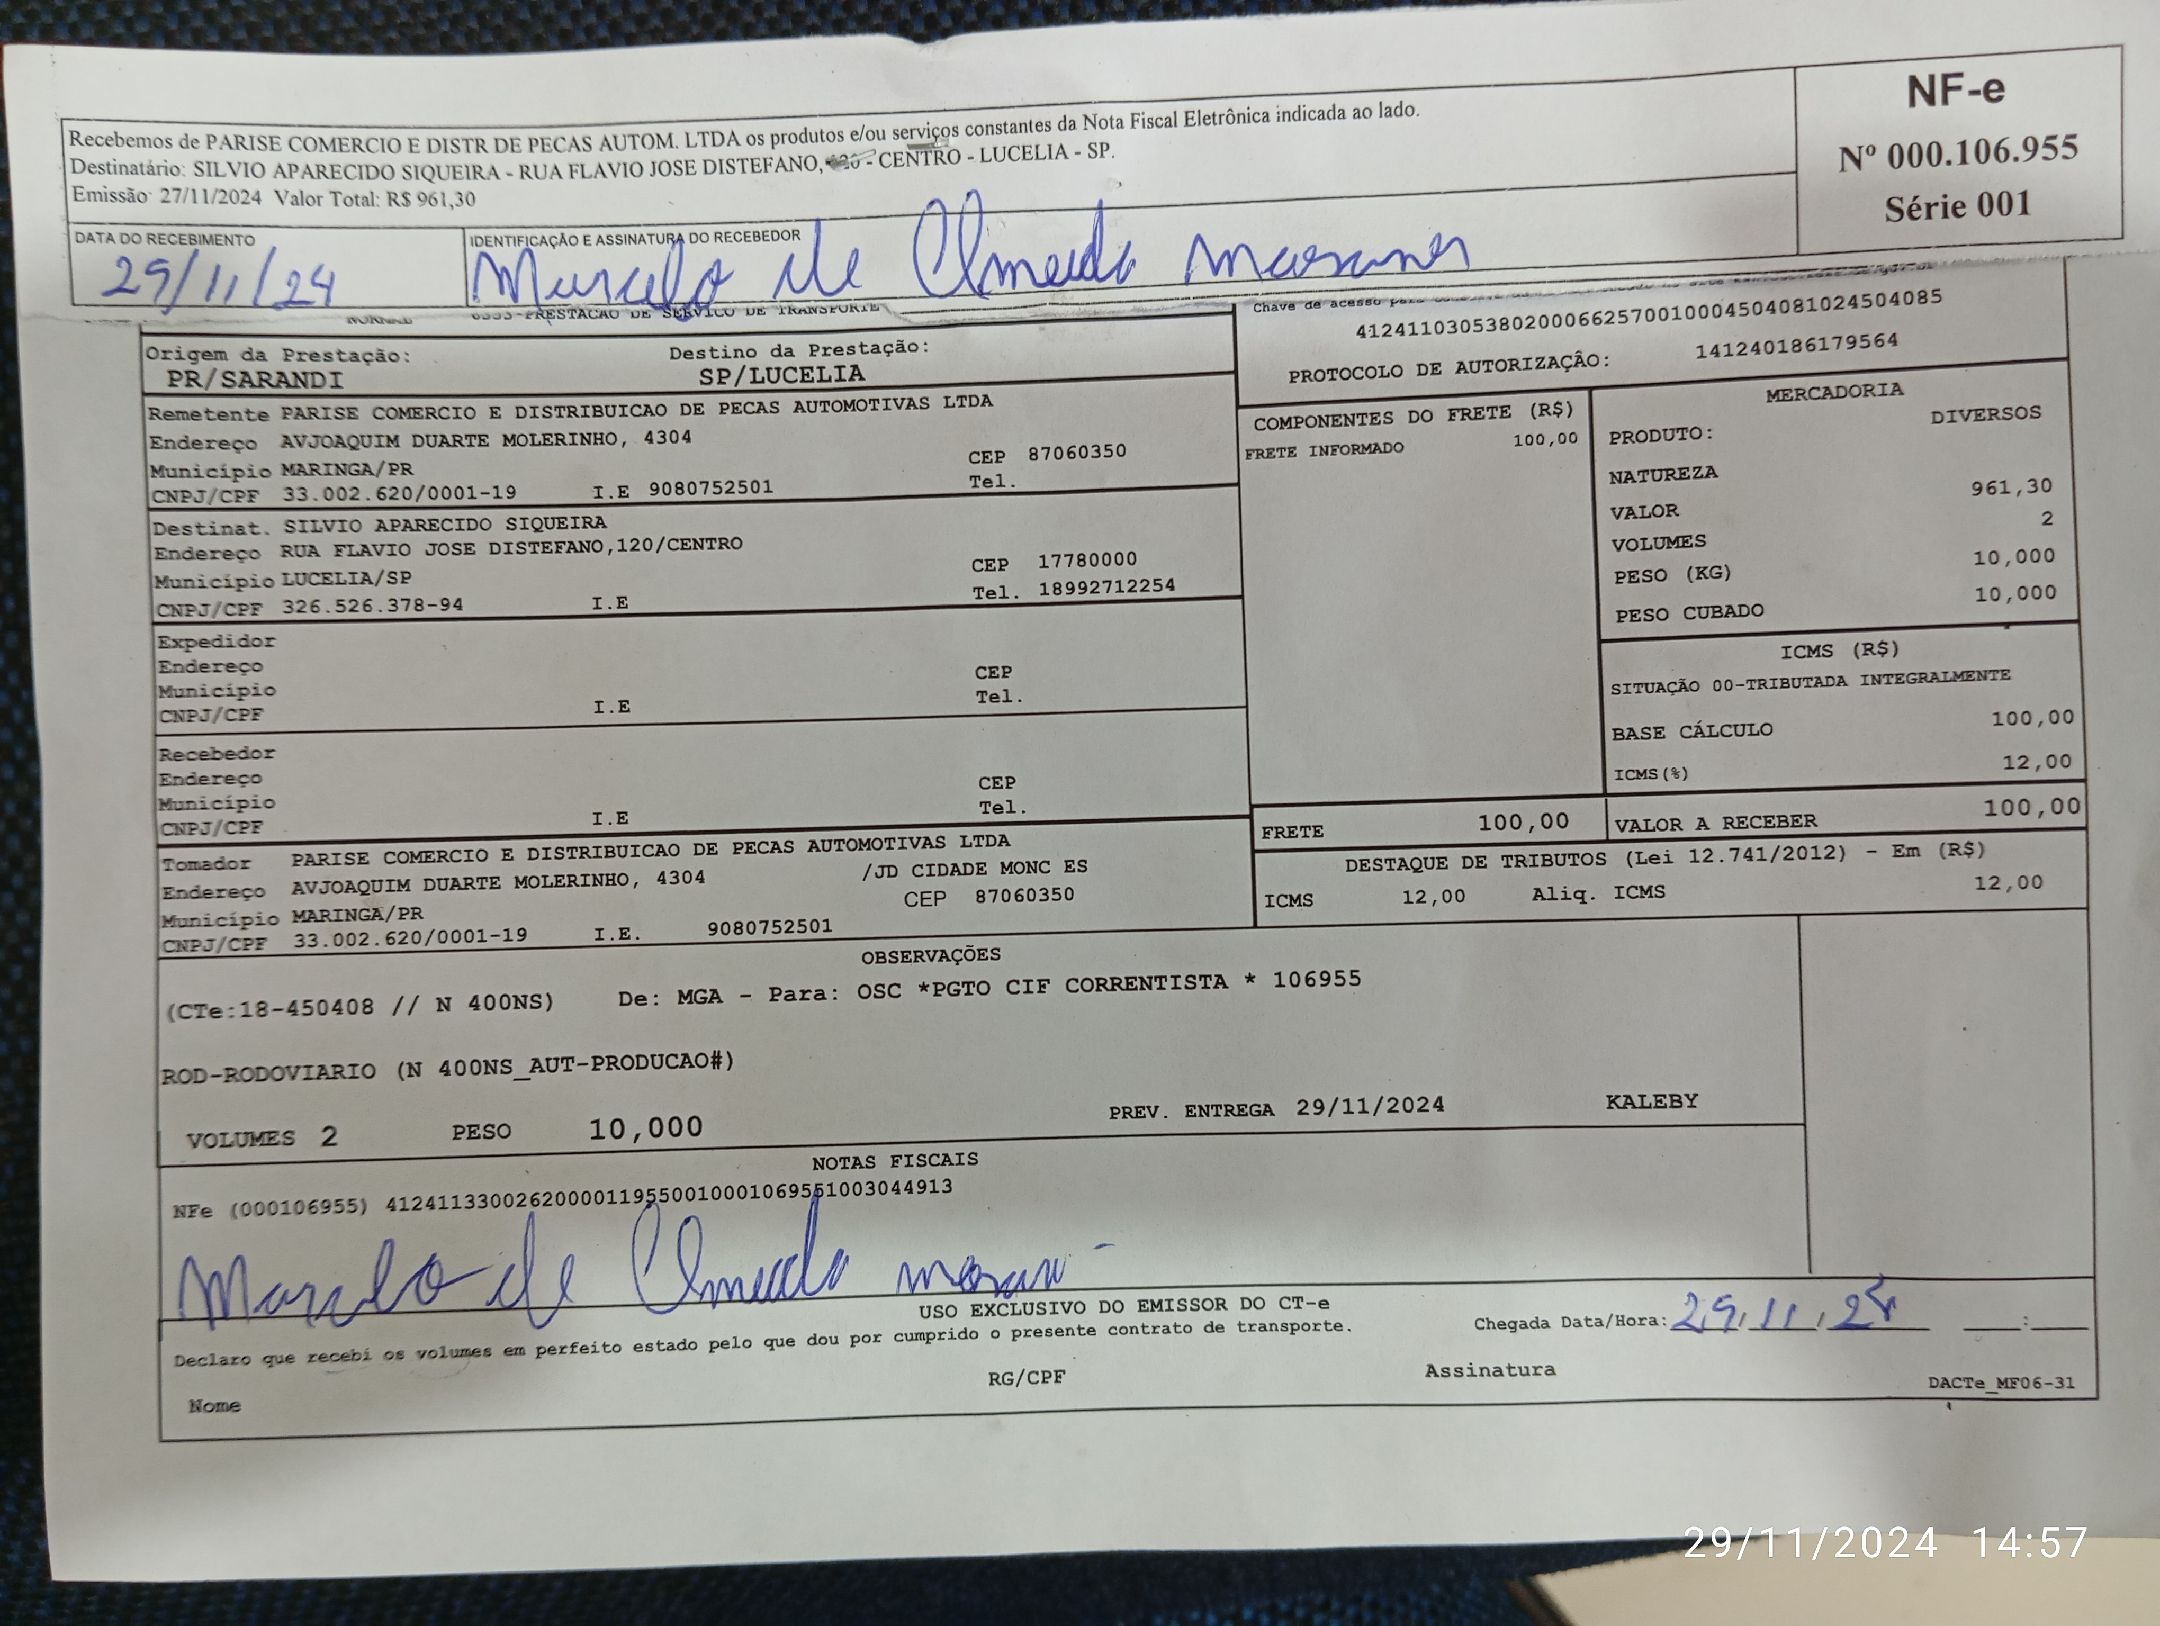 Recebemos de PARISE COMERCIO E DISTR DE PECAS AUTOM. LTDA os produtos e/ou serviços constantes da Nota Fiscal Eletrônica indicada ao lado.
Destinatário: SILVIO APARECIDO SIQUEIRA - RUA FLAVIO JOSE DISTEFANO, - CENTRO - LUCELIA - SP.
Emissão: 27/11/2024 Valor Total: R$ 961,30
NF-e
Nº 000.106.955
Série 001
DATA DO RECEBIMENTO
29/11/24
IDENTIFICAÇÃO E ASSINATURA DO RECEBEDOR
Marcelo de Almeida
PRESTACAO DE SERVICO DE TRANSPORTE
Chave de acesso
41241103053802000662570010004504081024504085
PROTOCOLO DE AUTORIZAÇÃO: 141240186179564
Origem da Prestação: Destino da Prestação:
PR/SARANDI SP/LUCELIA
Remetente PARISE COMERCIO E DISTRIBUICAO DE PECAS AUTOMOTIVAS LTDA
Endereço AVJOAQUIM DUARTE MOLERINHO, 4304
Município MARINGA/PR CEP 87060350
CNPJ/CPF 33.002.620/0001-19 I.E 9080752501 Tel.
Destinat. SILVIO APARECIDO SIQUEIRA
Endereço RUA FLAVIO JOSE DISTEFANO,120/CENTRO
Município LUCELIA/SP CEP 17780000
CNPJ/CPF 326.526.378-94 I.E Tel. 18992712254
Expedidor
Endereço
Município CEP
CNPJ/CPF I.E Tel.
Recebedor
Endereço
Município CEP
CNPJ/CPF I.E Tel.
Tomador PARISE COMERCIO E DISTRIBUICAO DE PECAS AUTOMOTIVAS LTDA
Endereço AVJOAQUIM DUARTE MOLERINHO, 4304 /JD CIDADE MONC ES
Município MARINGA/PR CEP 87060350
CNPJ/CPF 33.002.620/0001-19 I.E. 9080752501
COMPONENTES DO FRETE (R$)
FRETE INFORMADO 100,00
MERCADORIA
PRODUTO: DIVERSOS
NATUREZA
VALOR 961,30
VOLUMES 2
PESO (KG) 10,000
PESO CUBADO 10,000
ICMS (R$)
SITUAÇÃO 00-TRIBUTADA INTEGRALMENTE
BASE CÁLCULO 100,00
ICMS(%) 12,00
FRETE 100,00 VALOR A RECEBER 100,00
DESTAQUE DE TRIBUTOS (Lei 12.741/2012) - Em (R$)
ICMS 12,00 Aliq. ICMS 12,00
OBSERVAÇÕES
(CTe:18-450408 // N 400NS) De: MGA - Para: OSC *PGTO CIF CORRENTISTA * 106955
ROD-RODOVIARIO (N 400NS_AUT-PRODUCAO#)
VOLUMES 2 PESO 10,000 PREV. ENTREGA 29/11/2024 KALEBY
NOTAS FISCAIS
NFe (000106955) 41241133002620000119550010001069551003044913
Marcelo de Almeida
USO EXCLUSIVO DO EMISSOR DO CT-e
Declaro que recebi os volumes em perfeito estado pelo que dou por cumprido o presente contrato de transporte.
Chegada Data/Hora: 29/11/24 __:__
Nome RG/CPF Assinatura
DACTe_MF06-31
29/11/2024 14:57